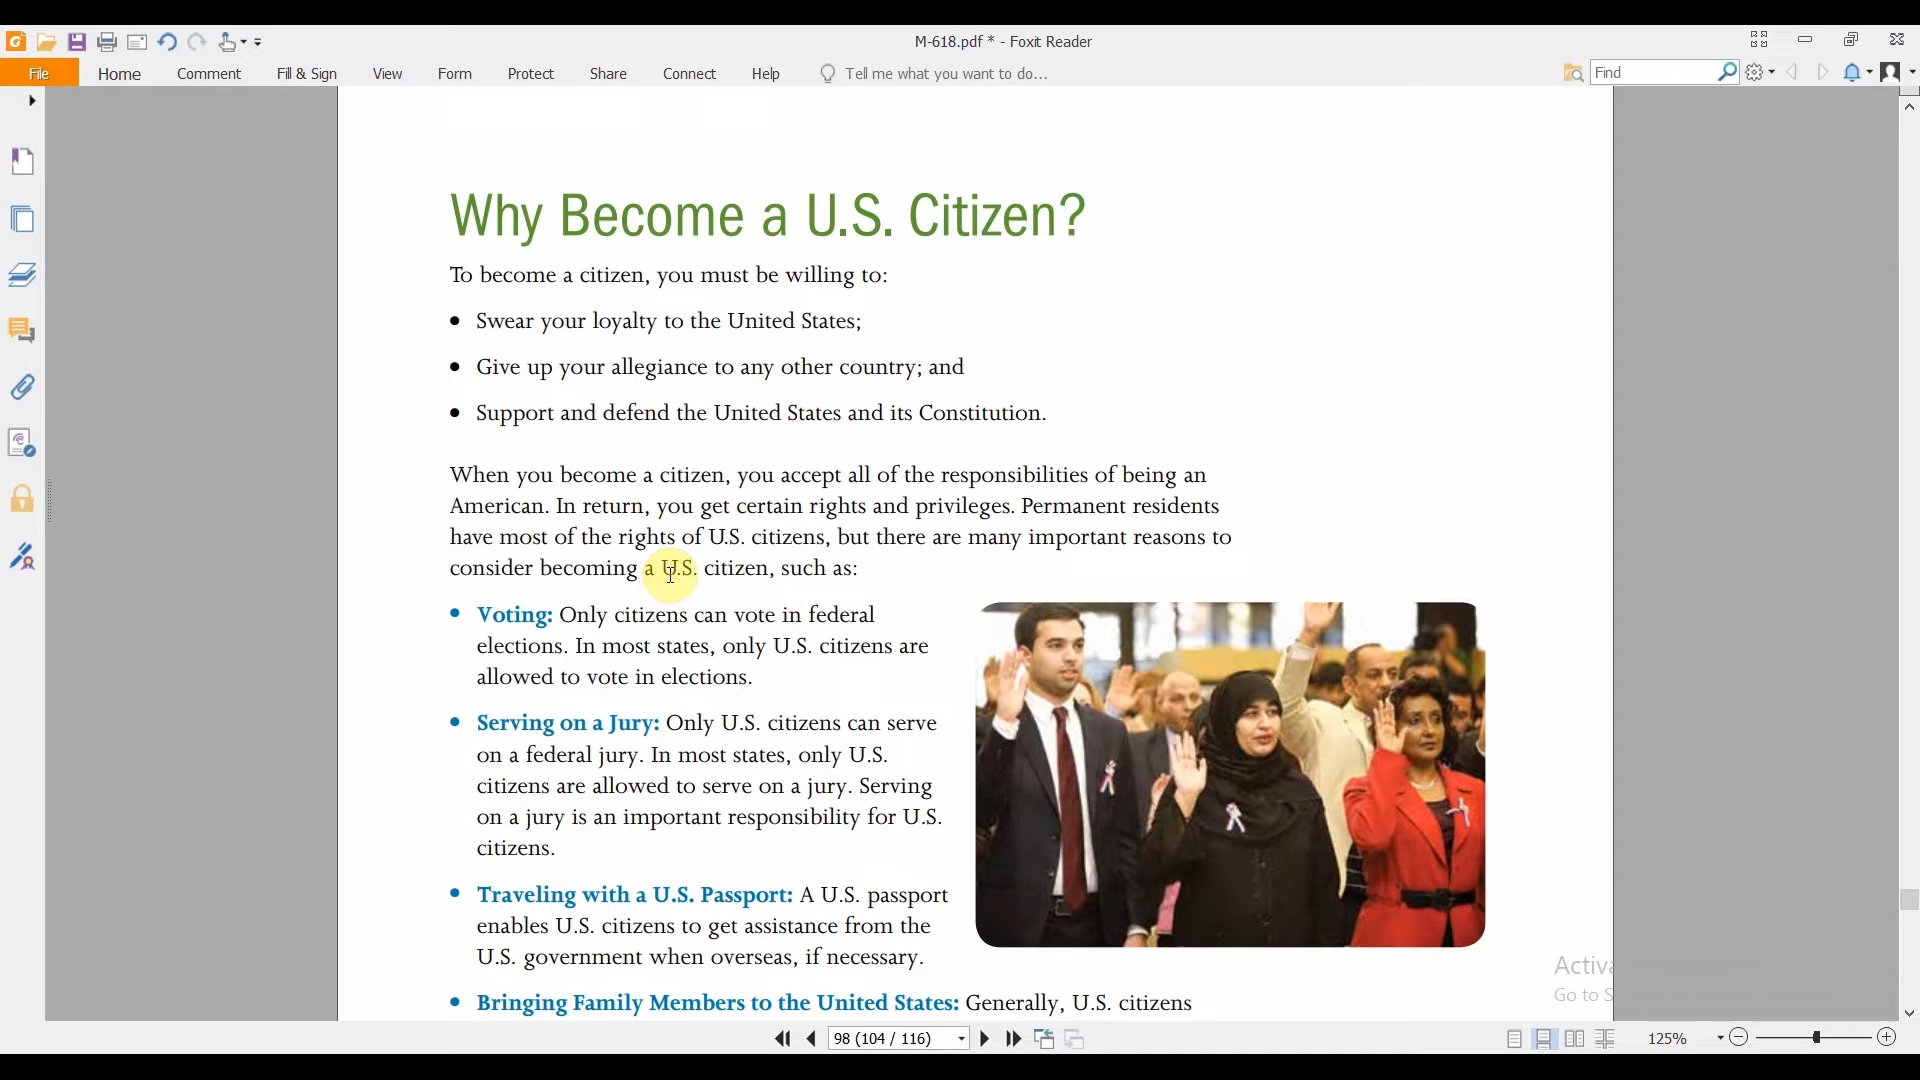 M-618.pdf * - Foxit Reader
File Home Comment Fill & Sign View Form Protect Share Connect Help Tell me what you want to do... Find
Why Become a U.S. Citizen?
To become a citizen, you must be willing to:
• Swear your loyalty to the United States;
• Give up your allegiance to any other country; and
• Support and defend the United States and its Constitution.
When you become a citizen, you accept all of the responsibilities of being an
American. In return, you get certain rights and privileges. Permanent residents
have most of the rights of U.S. citizens, but there are many important reasons to
consider becoming a U.S. citizen, such as:
• Voting: Only citizens can vote in federal
elections. In most states, only U.S. citizens are
allowed to vote in elections.
• Serving on a Jury: Only U.S. citizens can serve
on a federal jury. In most states, only U.S.
citizens are allowed to serve on a jury. Serving
on a jury is an important responsibility for U.S.
citizens.
• Traveling with a U.S. Passport: A U.S. passport
enables U.S. citizens to get assistance from the
U.S. government when overseas, if necessary.
• Bringing Family Members to the United States: Generally, U.S. citizens
Activa
Go to S
98 (104 / 116) 125%